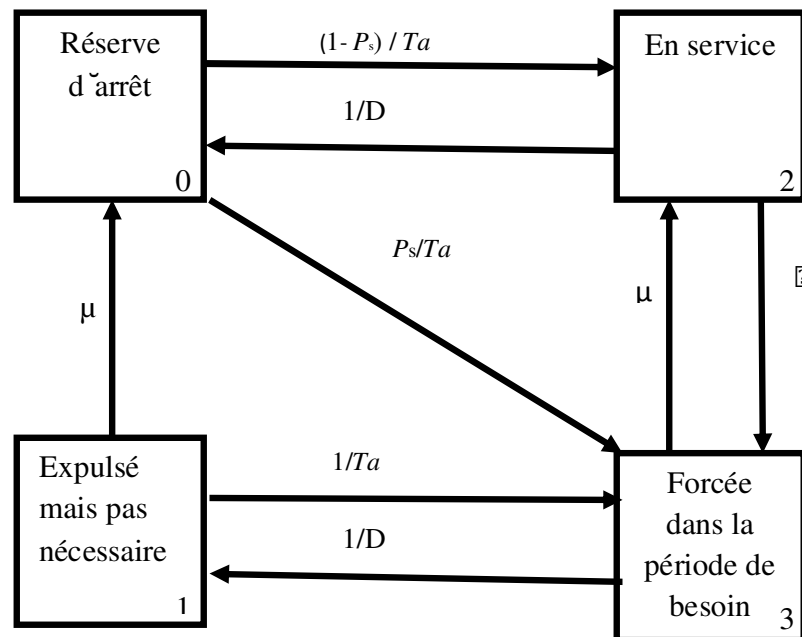 Réserve
d ̆arrêt
0
(1- Ps) / Ta
1/D
En service
2
Ps/Ta
µ
µ
Expulsé
mais pas
nécessaire
1
1/Ta
1/D
Forcée
dans la
période de
besoin
3